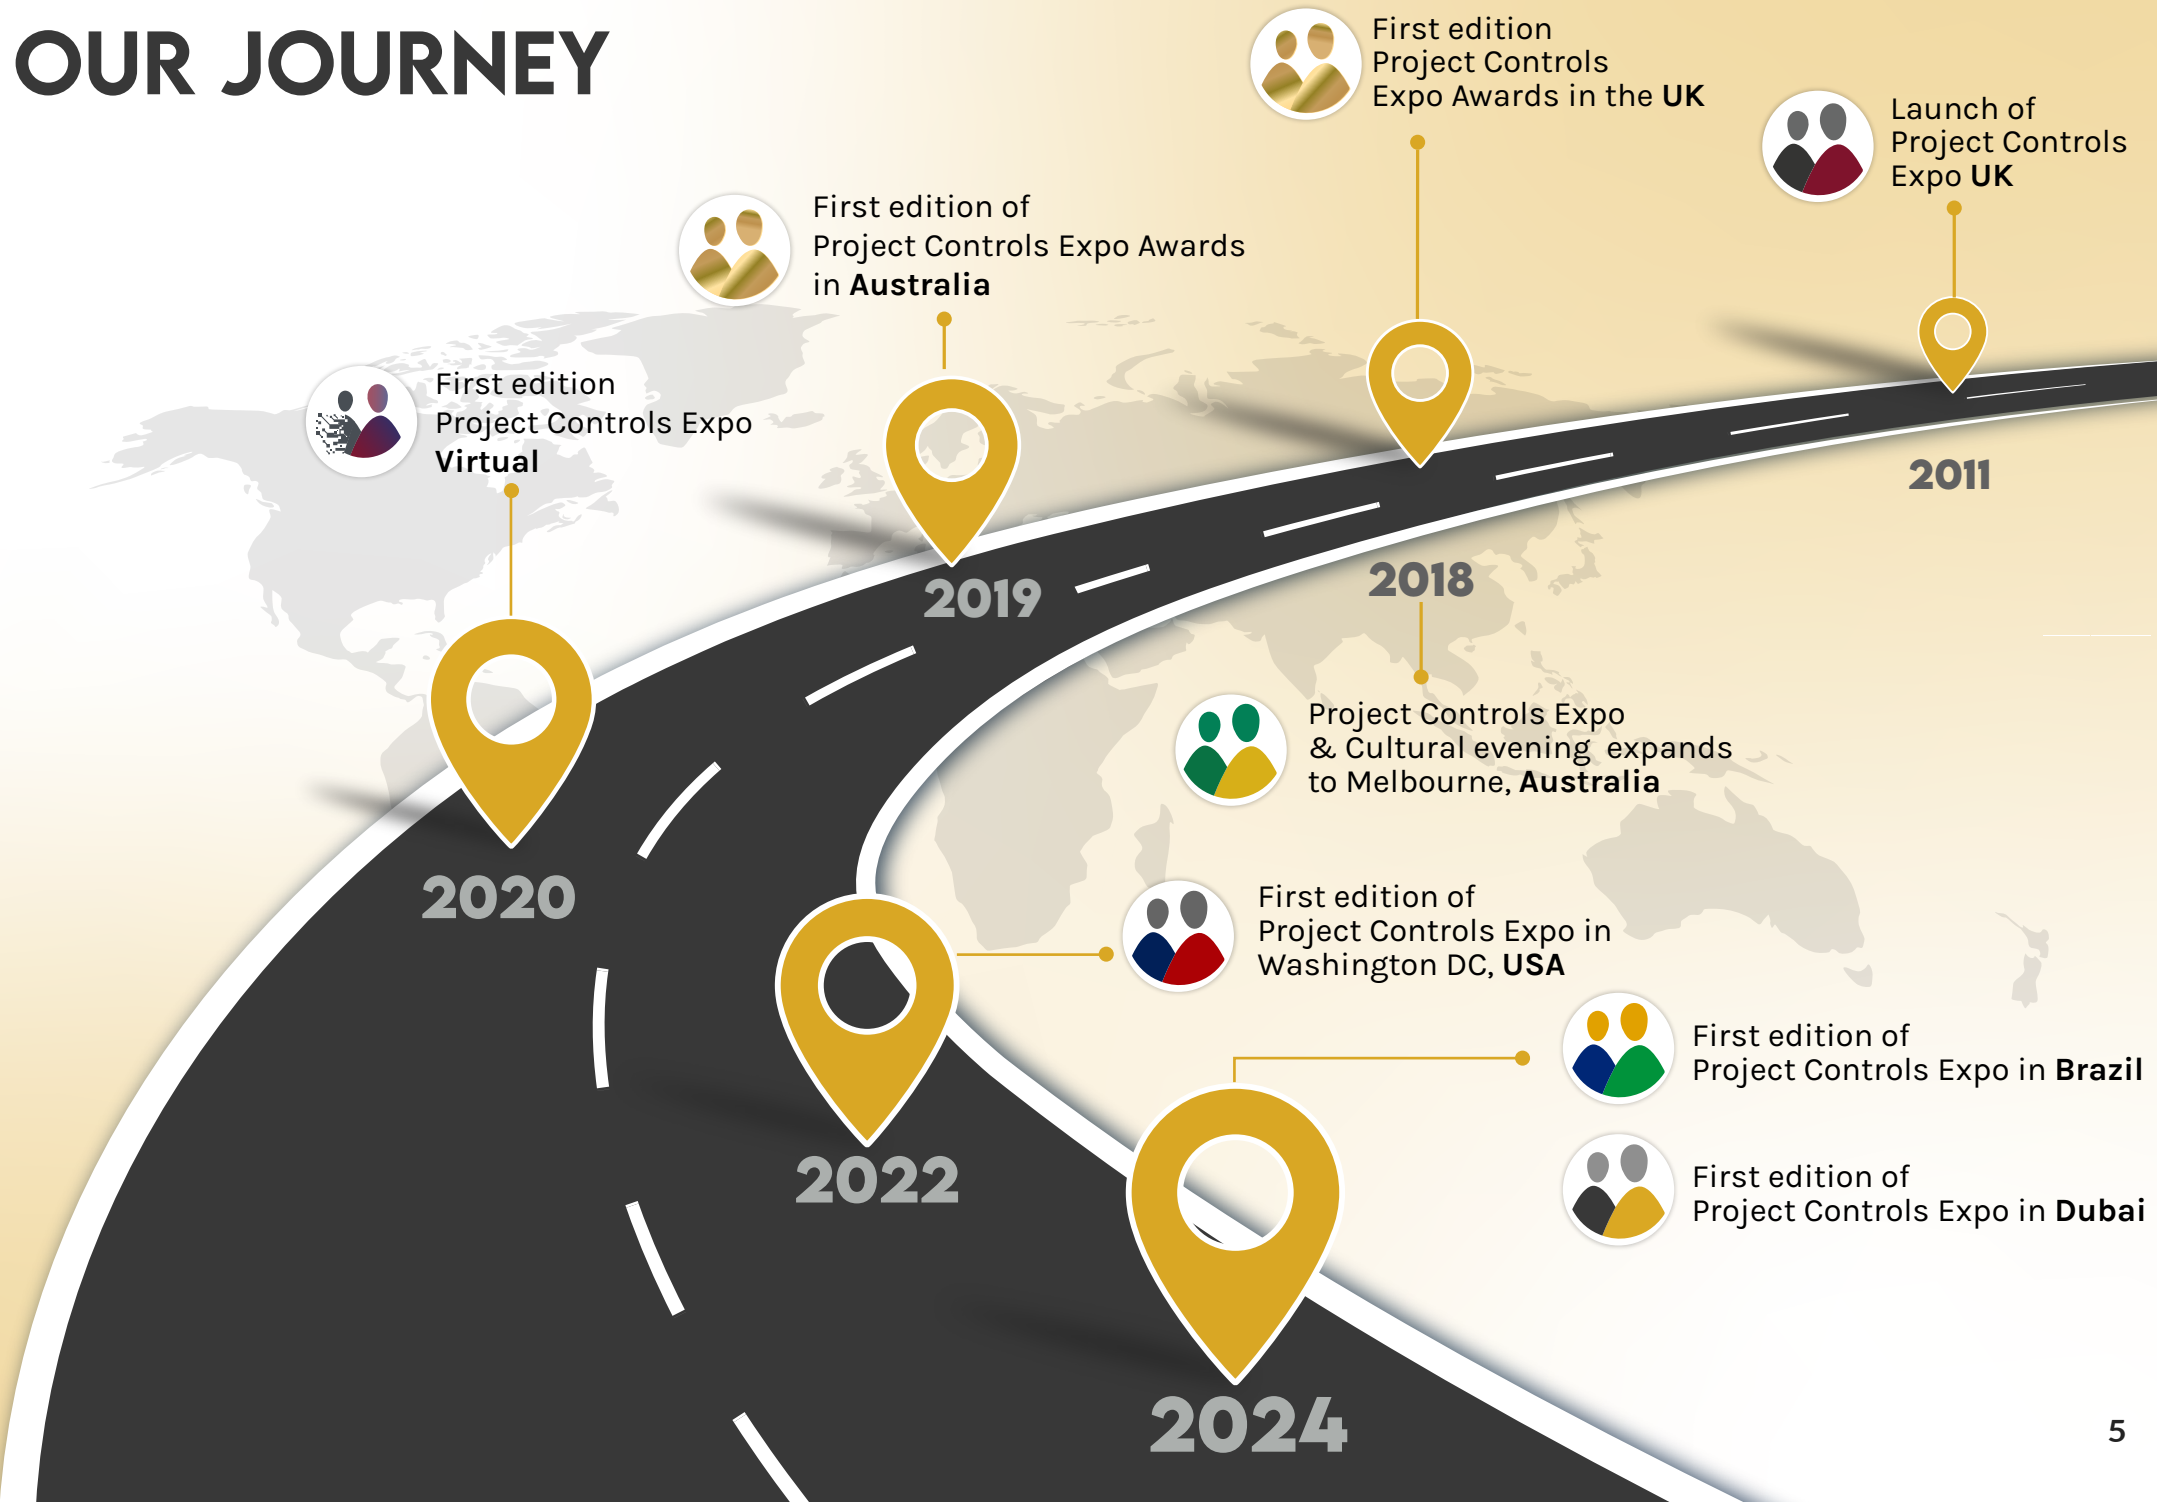 OUR JOURNEY
First edition
Project Controls
Expo Awards in the UK
Launch of
Project Controls
Expo UK
First edition of
Project Controls Expo Awards
in Australia
First edition
Project Controls Expo
Virtual
2011
2018
2019
Project Controls Expo
& Cultural evening expands
to Melbourne, Australia
2020
First edition of
Project Controls Expo in
Washington DC, USA
2022
First edition of
Project Controls Expo in Brazil
First edition of
Project Controls Expo in Dubai
2024
5